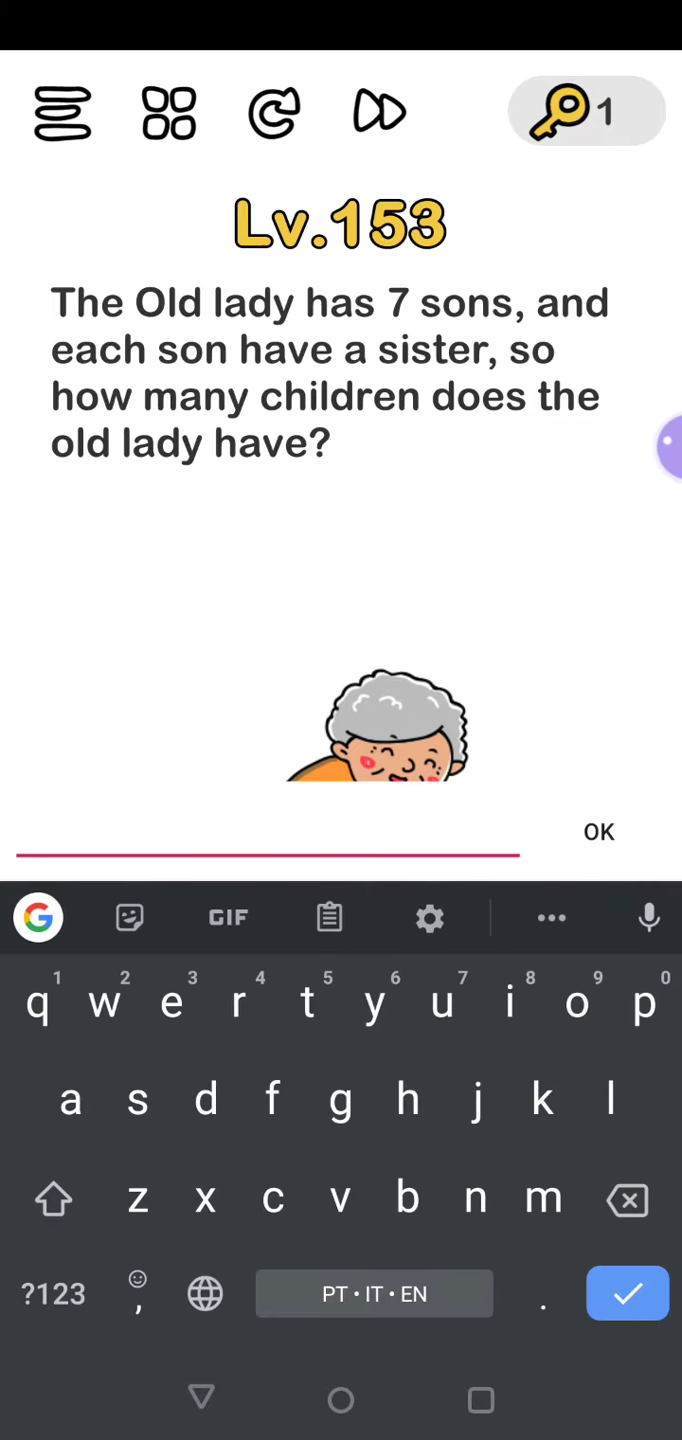 1
Lv.153
The Old lady has 7 sons, and
each son have a sister, so
how many children does the
old lady have?
OK
G GIF
1 2 3 4 5 6 7 8 9 0
q w e r t y u i o p
a s d f g h j k l
z x c v b n m
?123 , PT • IT • EN .